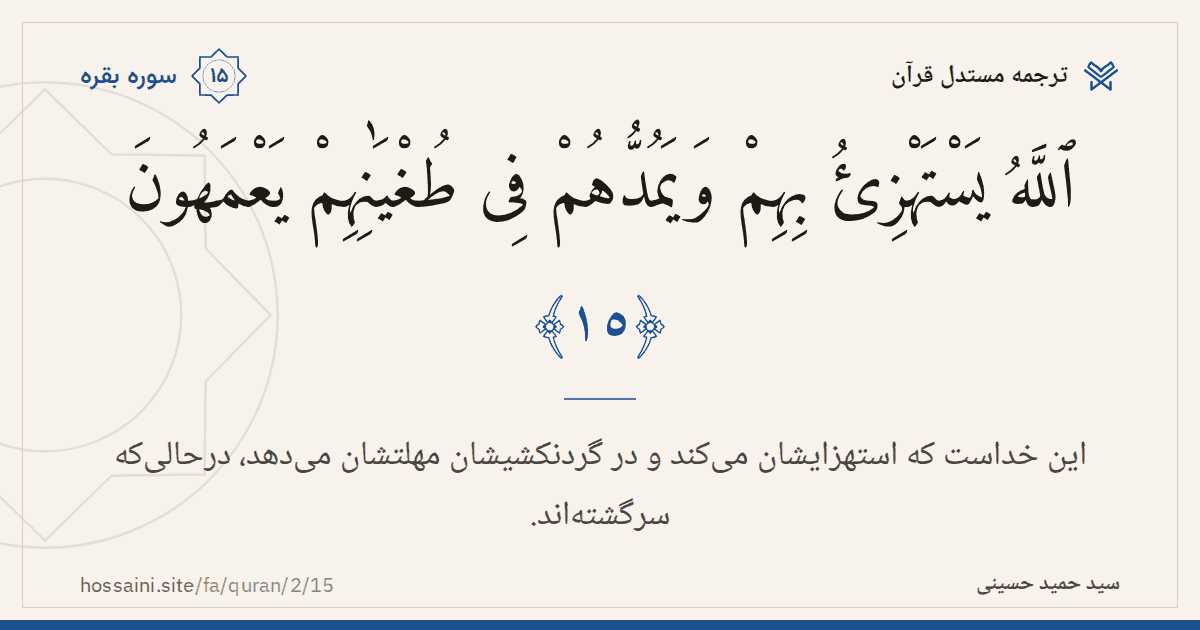 ترجمه مستدل قرآن
سوره بقره ۱۵
ٱللَّهُ يَسْتَهْزِئُ بِهِمْ وَيَمُدُّهُمْ فِى طُغْيَـٰنِهِمْ يَعْمَهُونَ
﴿١٥﴾
این خداست که استهزایشان می‌کند و در گردنکشیشان مهلتشان می‌دهد، درحالی‌که
سرگشته‌اند.
سید حمید حسینی
hossaini.site/fa/quran/2/15